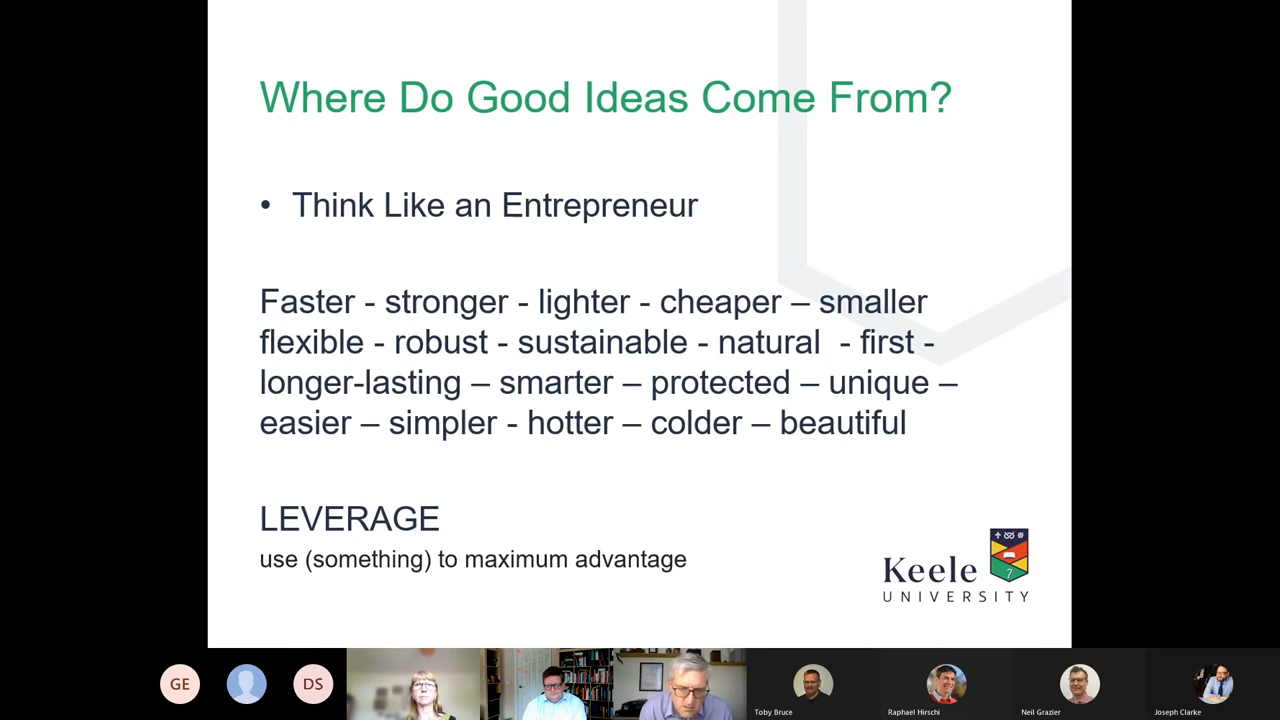 Where Do Good Ideas Come From?
• Think Like an Entrepreneur
Faster - stronger - lighter - cheaper – smaller
flexible - robust - sustainable - natural  - first -
longer-lasting – smarter – protected – unique –
easier – simpler - hotter – colder – beautiful
LEVERAGE
use (something) to maximum advantage
Keele
UNIVERSITY
GE
DS
Toby Bruce
Raphael Hirschi
Neil Grazier
Joseph Clarke